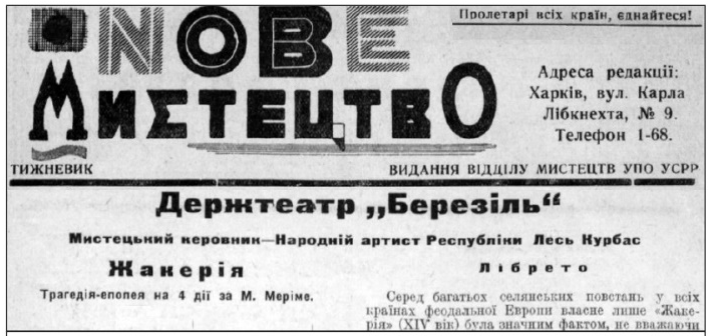 Пролетарі всіх країн, єднайтеся!
НОВЕ
МИСТЕЦТВО
Адреса редакції:
Харків, вул. Карла
Лібкнехта, № 9.
Телефон 1-68.
ТИЖНЕВИК
ВИДАННЯ ВІДДІЛУ МИСТЕЦТВ УПО УСРР
Держтеатр „Березіль“
Мистецький керовник—Народній артист Республіни Лесь Курбас
Жакерія
Трагедія-епопея на 4 дії за М. Меріме.
Лібрето
Серед багатьох селянських повстань у всіх
країнах феодальної Европи власне лише «Жаке-
рія» (XIV вік) була значним фактом, не вважаючи